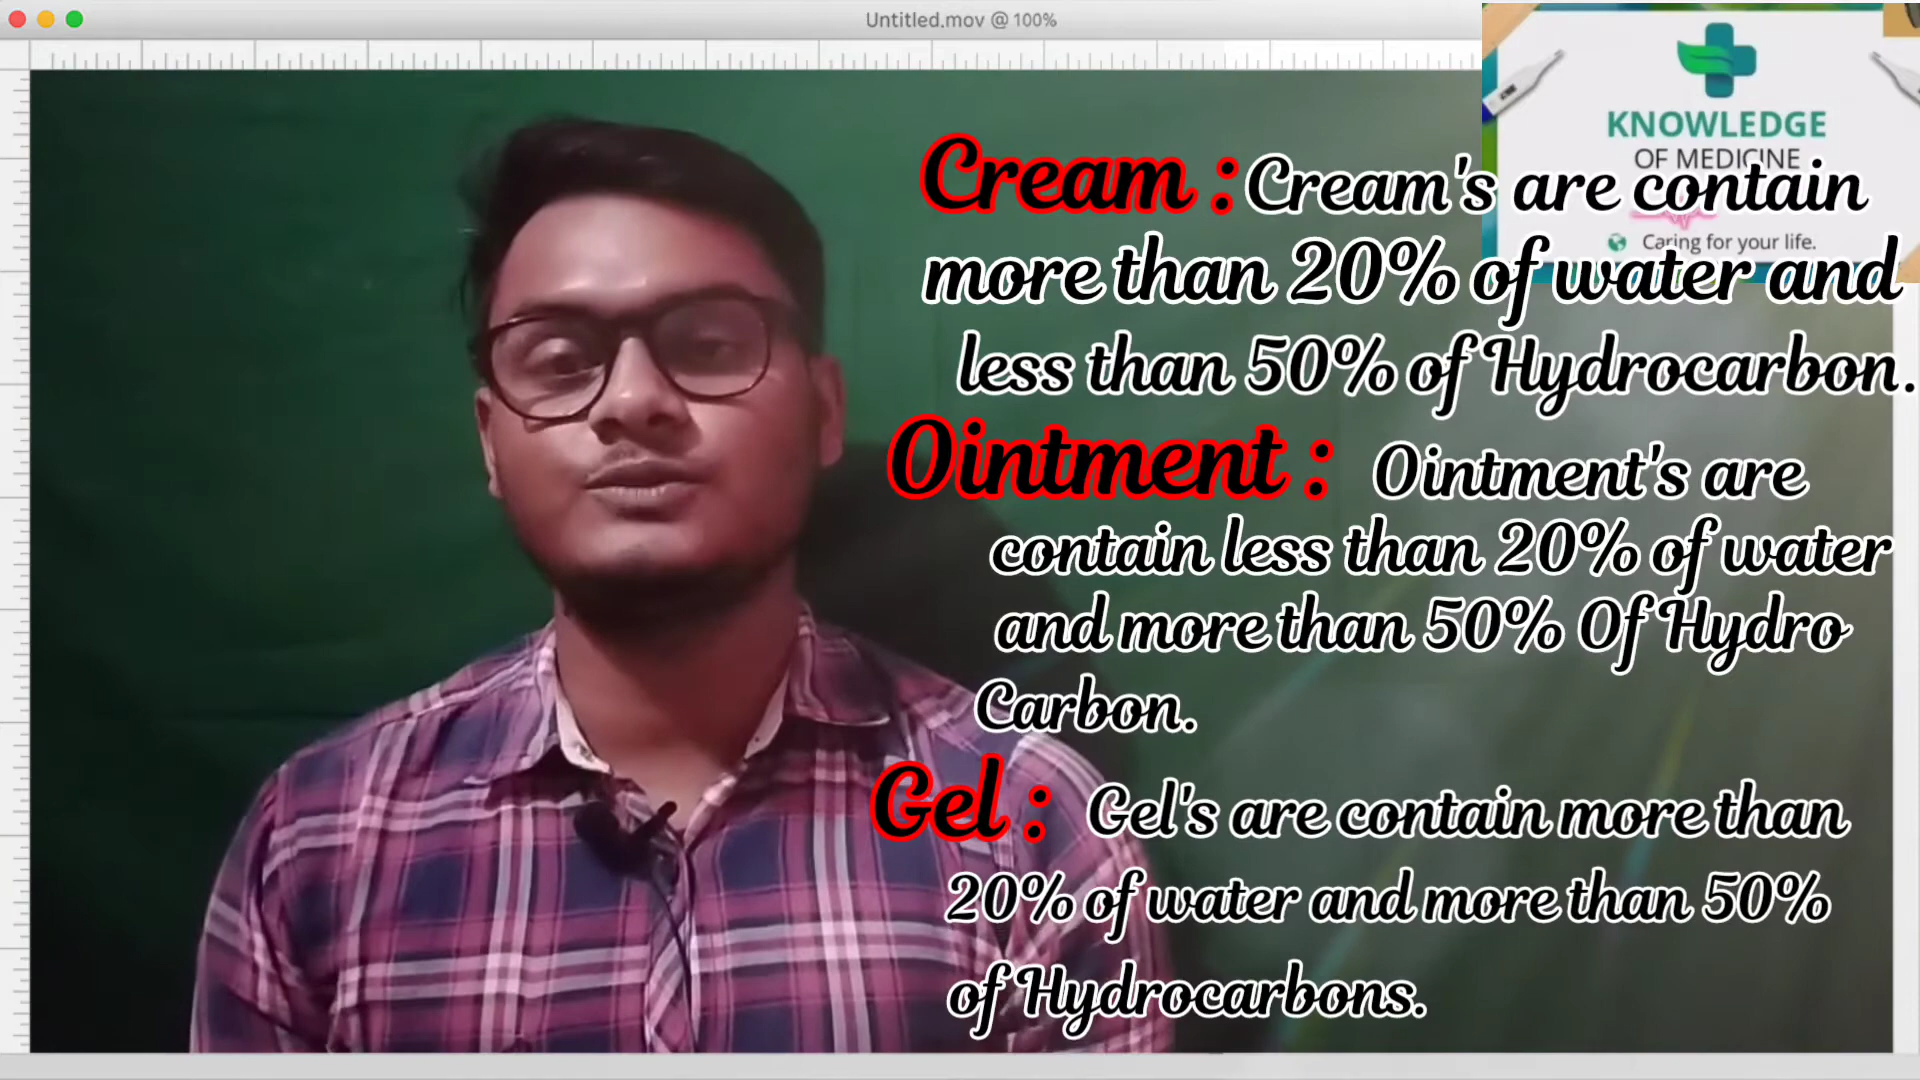 Untitled.mov @ 100%
KNOWLEDGE
OF MEDICINE
Caring for your life.
Cream : Cream's are contain
more than 20% of water and
less than 50% of Hydrocarbon.
Ointment : Ointment's are
contain less than 20% of water
and more than 50% Of Hydro
Carbon.
Gel : Gel's are contain more than
20% of water and more than 50%
of Hydrocarbons.